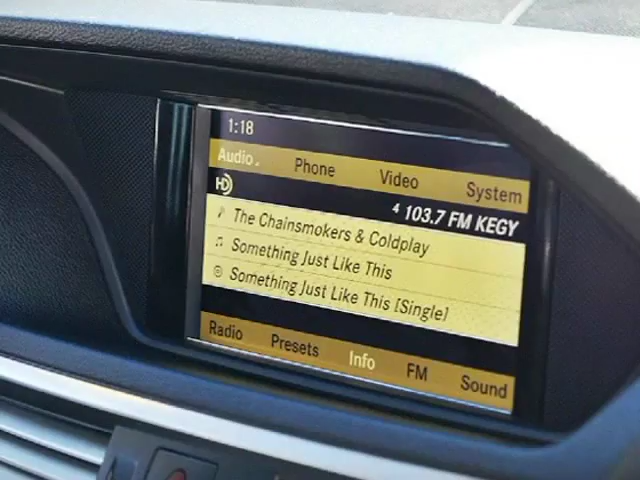 1:18
Audio. Phone Video System
HD
4 103.7 FM KEGY
The Chainsmokers & Coldplay
Something Just Like This
Something Just Like This [Single]
Radio Presets Info FM Sound